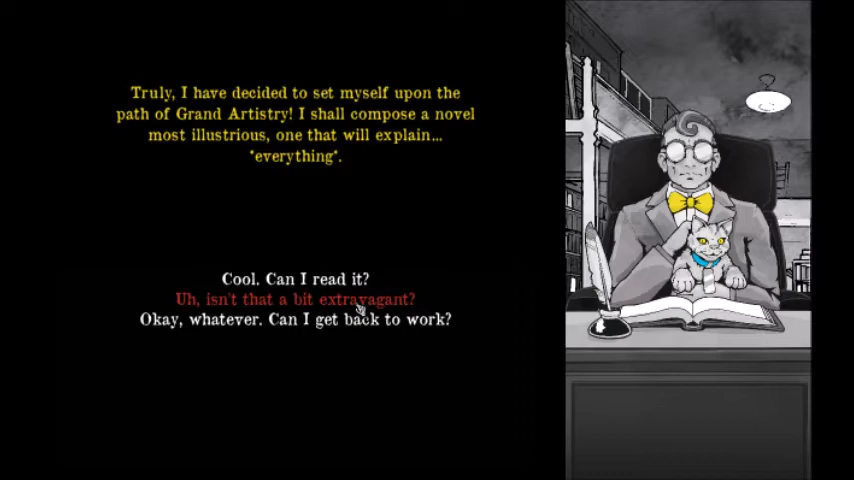 Truly, I have decided to set myself upon the
path of Grand Artistry! I shall compose a novel
most illustrious, one that will explain...
*everything*.
Cool. Can I read it?
Uh, isn't that a bit extravagant?
Okay, whatever. Can I get back to work?